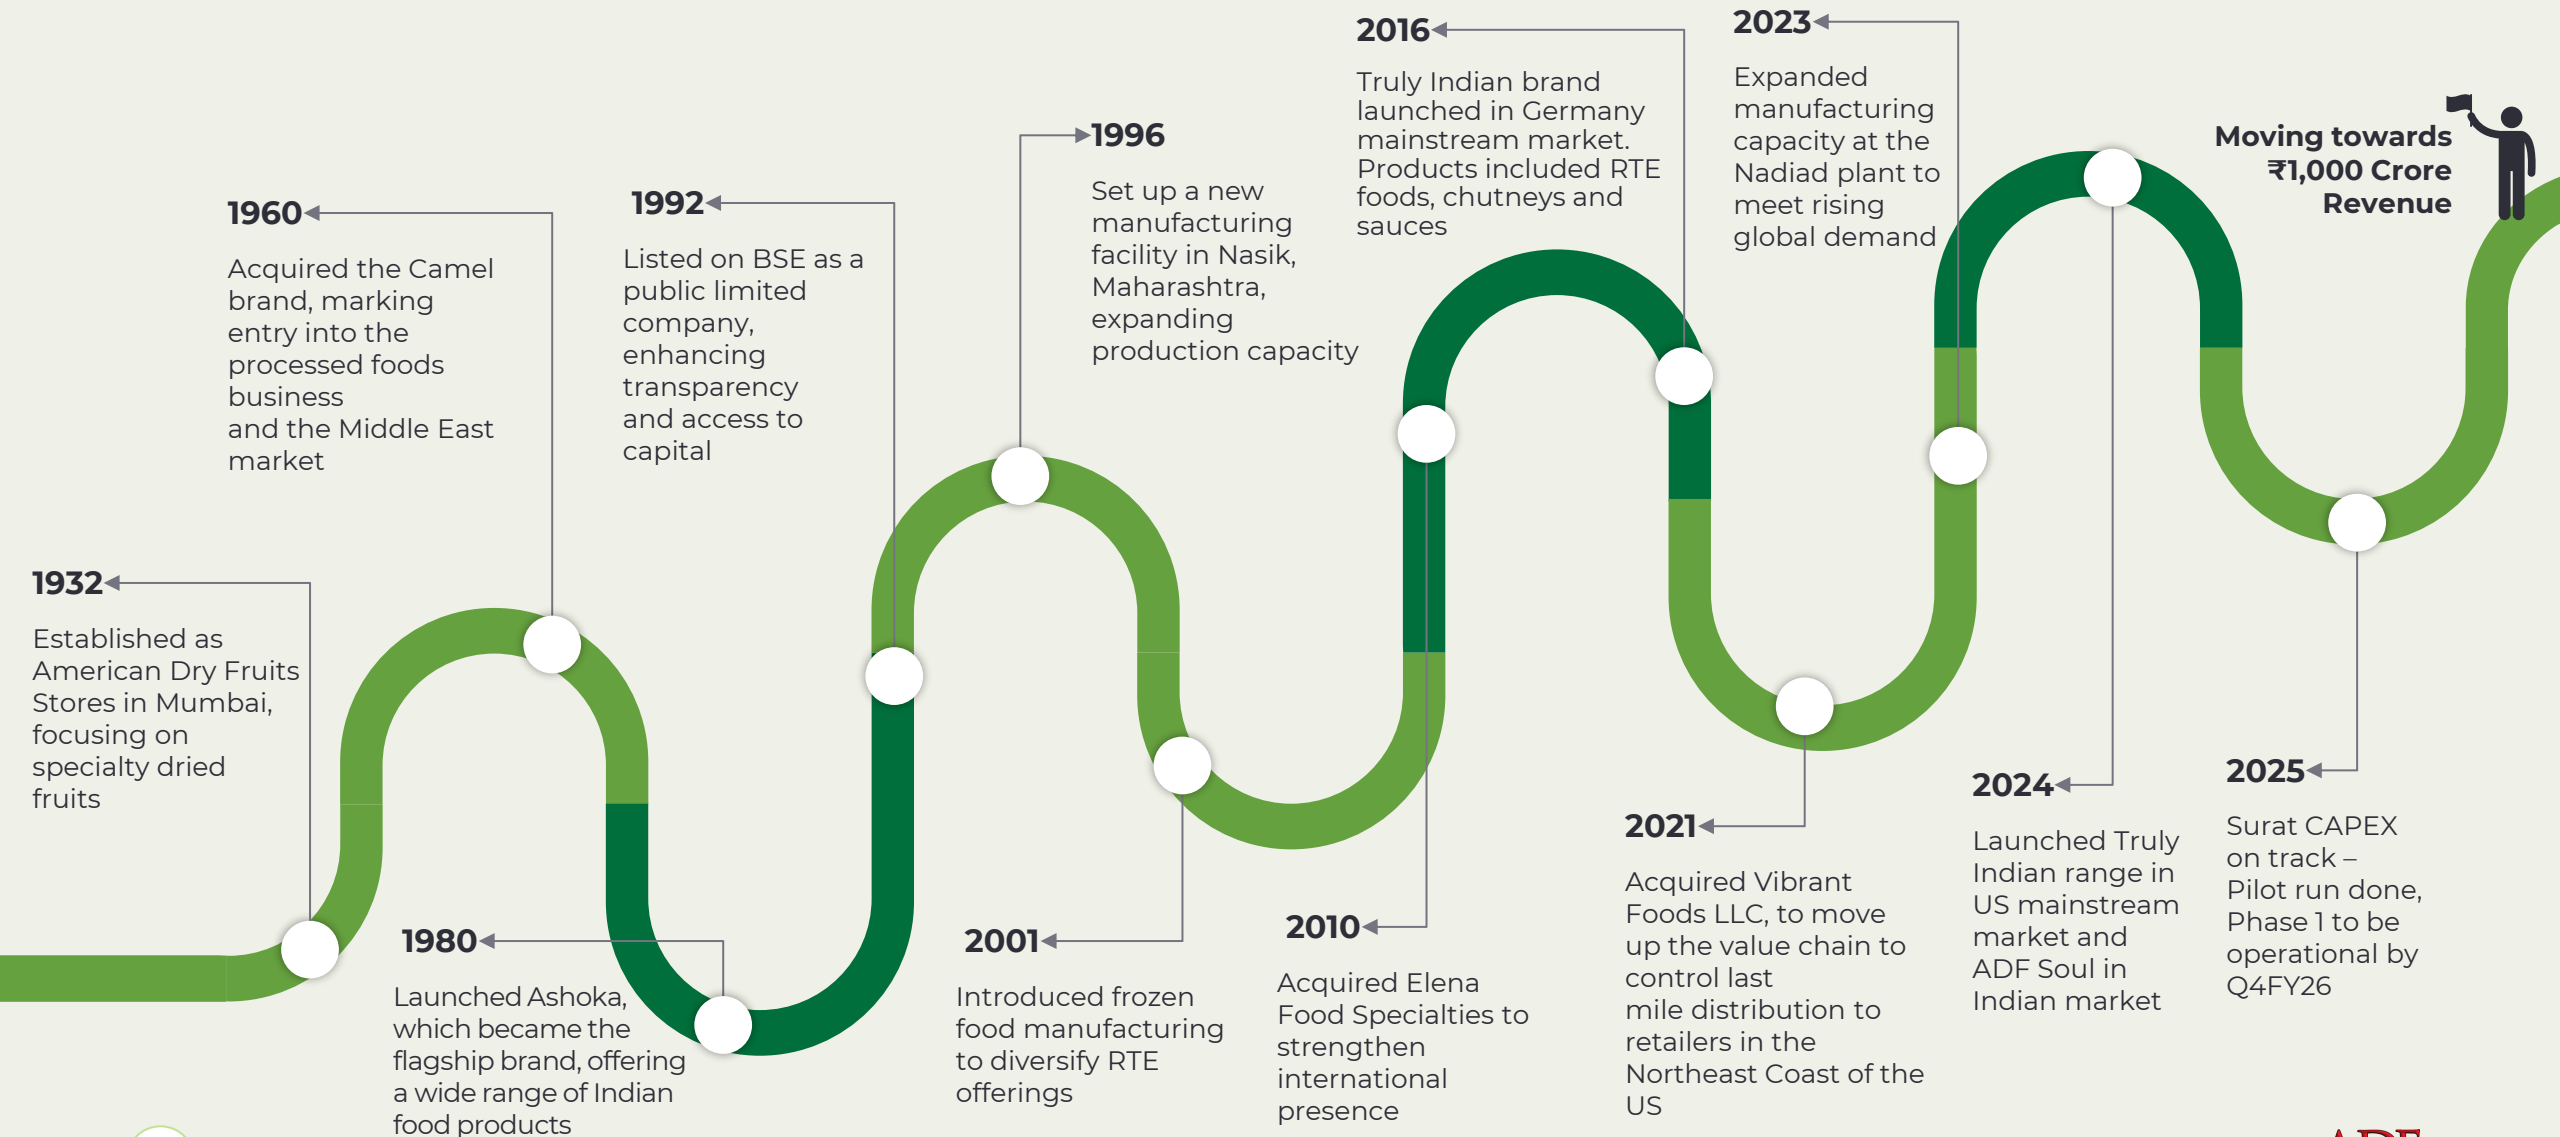 1932
Established as
American Dry Fruits
Stores in Mumbai,
focusing on
specialty dried
fruits
1960
Acquired the Camel
brand, marking
entry into the
processed foods
business
and the Middle East
market
1980
Launched Ashoka,
which became the
flagship brand, offering
a wide range of Indian
food products
1992
Listed on BSE as a
public limited
company,
enhancing
transparency
and access to
capital
1996
Set up a new
manufacturing
facility in Nasik,
Maharashtra,
expanding
production capacity
2001
Introduced frozen
food manufacturing
to diversify RTE
offerings
2010
Acquired Elena
Food Specialties to
strengthen
international
presence
2016
Truly Indian brand
launched in Germany
mainstream market.
Products included RTE
foods, chutneys and
sauces
2021
Acquired Vibrant
Foods LLC, to move
up the value chain to
control last
mile distribution to
retailers in the
Northeast Coast of the
US
2023
Expanded
manufacturing
capacity at the
Nadiad plant to
meet rising
global demand
2024
Launched Truly
Indian range in
US mainstream
market and
ADF Soul in
Indian market
2025
Surat CAPEX
on track –
Pilot run done,
Phase 1 to be
operational by
Q4FY26
Moving towards
₹1,000 Crore
Revenue